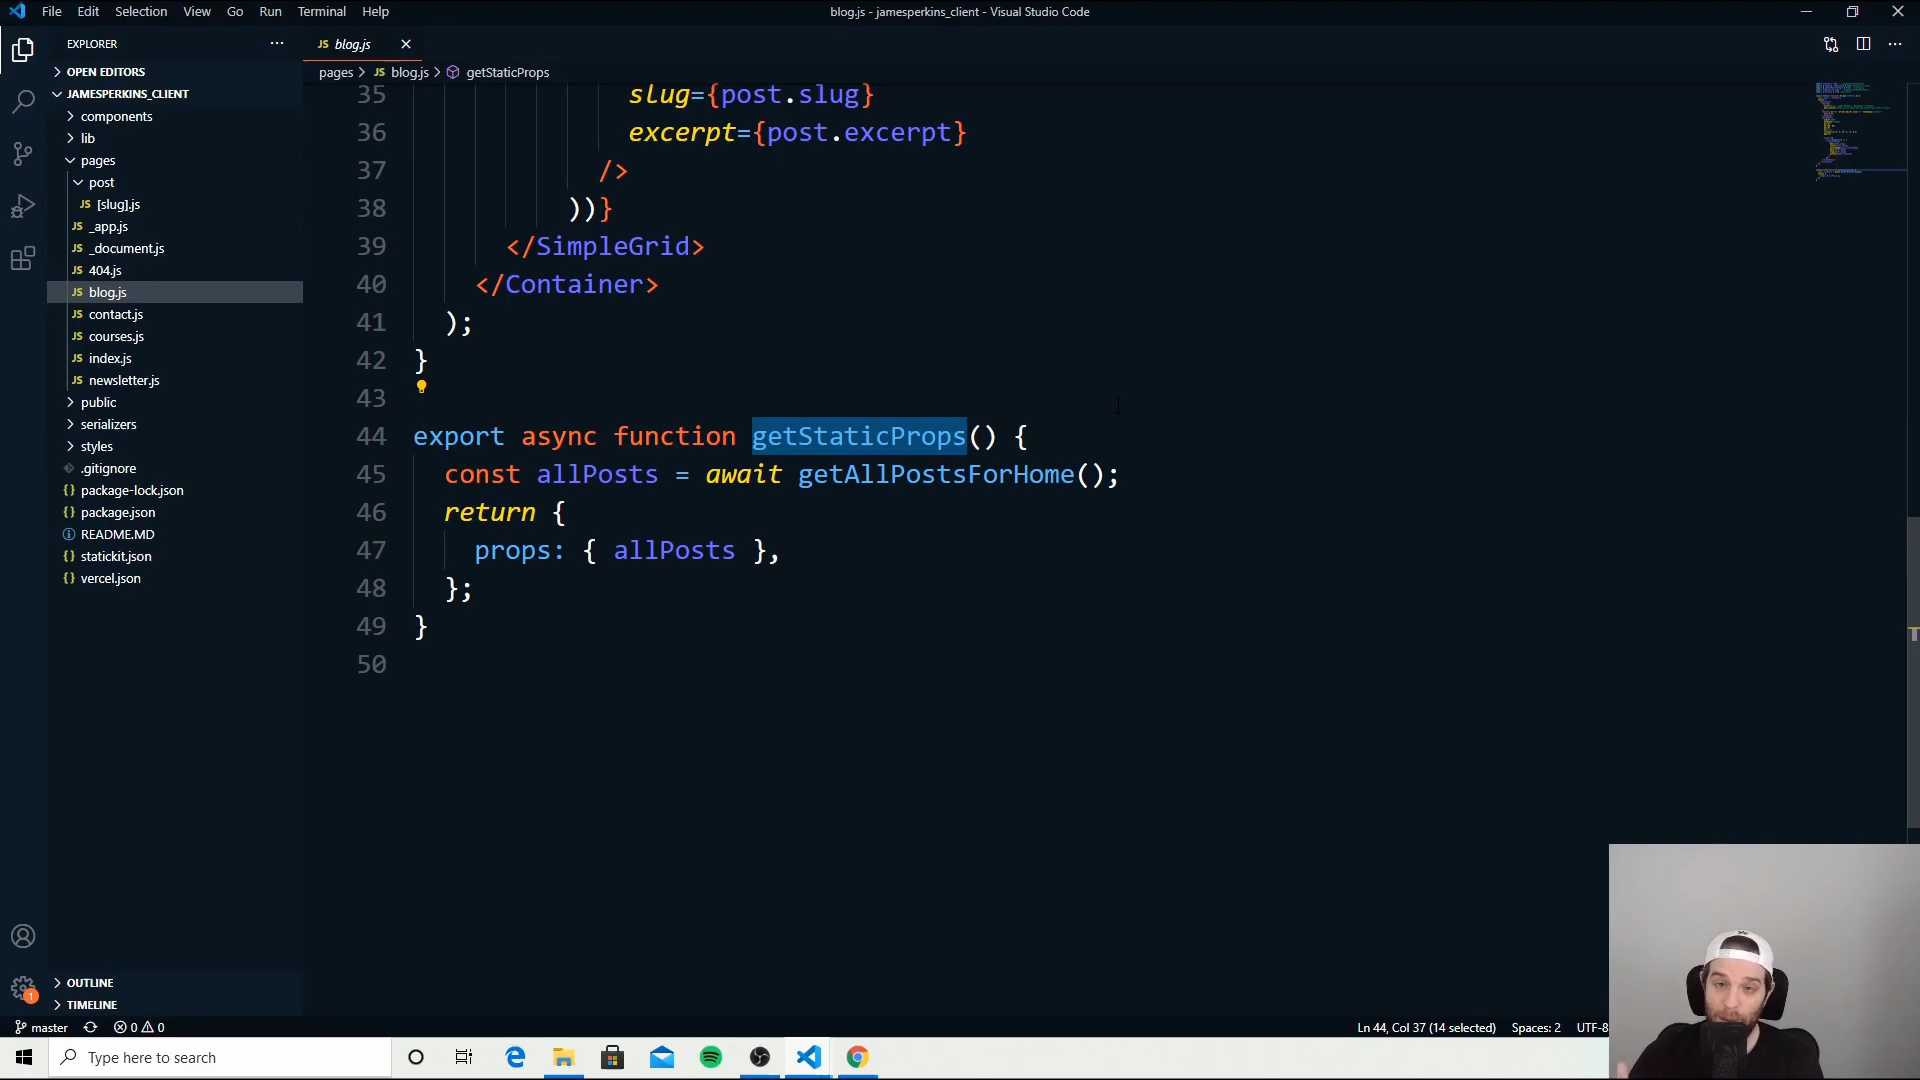 File Edit Selection View Go Run Terminal Help
blog.js - jamesperkins_client - Visual Studio Code
EXPLORER
OPEN EDITORS
JAMESPERKINS_CLIENT
components
lib
pages
post
JS [slug].js
JS _app.js
JS _document.js
JS 404.js
JS blog.js
JS contact.js
JS courses.js
JS index.js
JS newsletter.js
public
serializers
styles
.gitignore
{} package-lock.json
{} package.json
README.MD
{} statickit.json
{} vercel.json
OUTLINE
TIMELINE
JS blog.js
pages > JS blog.js > getStaticProps
35 slug={post.slug}
36 excerpt={post.excerpt}
37 />
38 ))}
39 </SimpleGrid>
40 </Container>
41 );
42 }
43
44 export async function getStaticProps() {
45 const allPosts = await getAllPostsForHome();
46 return {
47 props: { allPosts },
48 };
49 }
50
1
master 0 0
Ln 44, Col 37 (14 selected) Spaces: 2 UTF-8
Type here to search